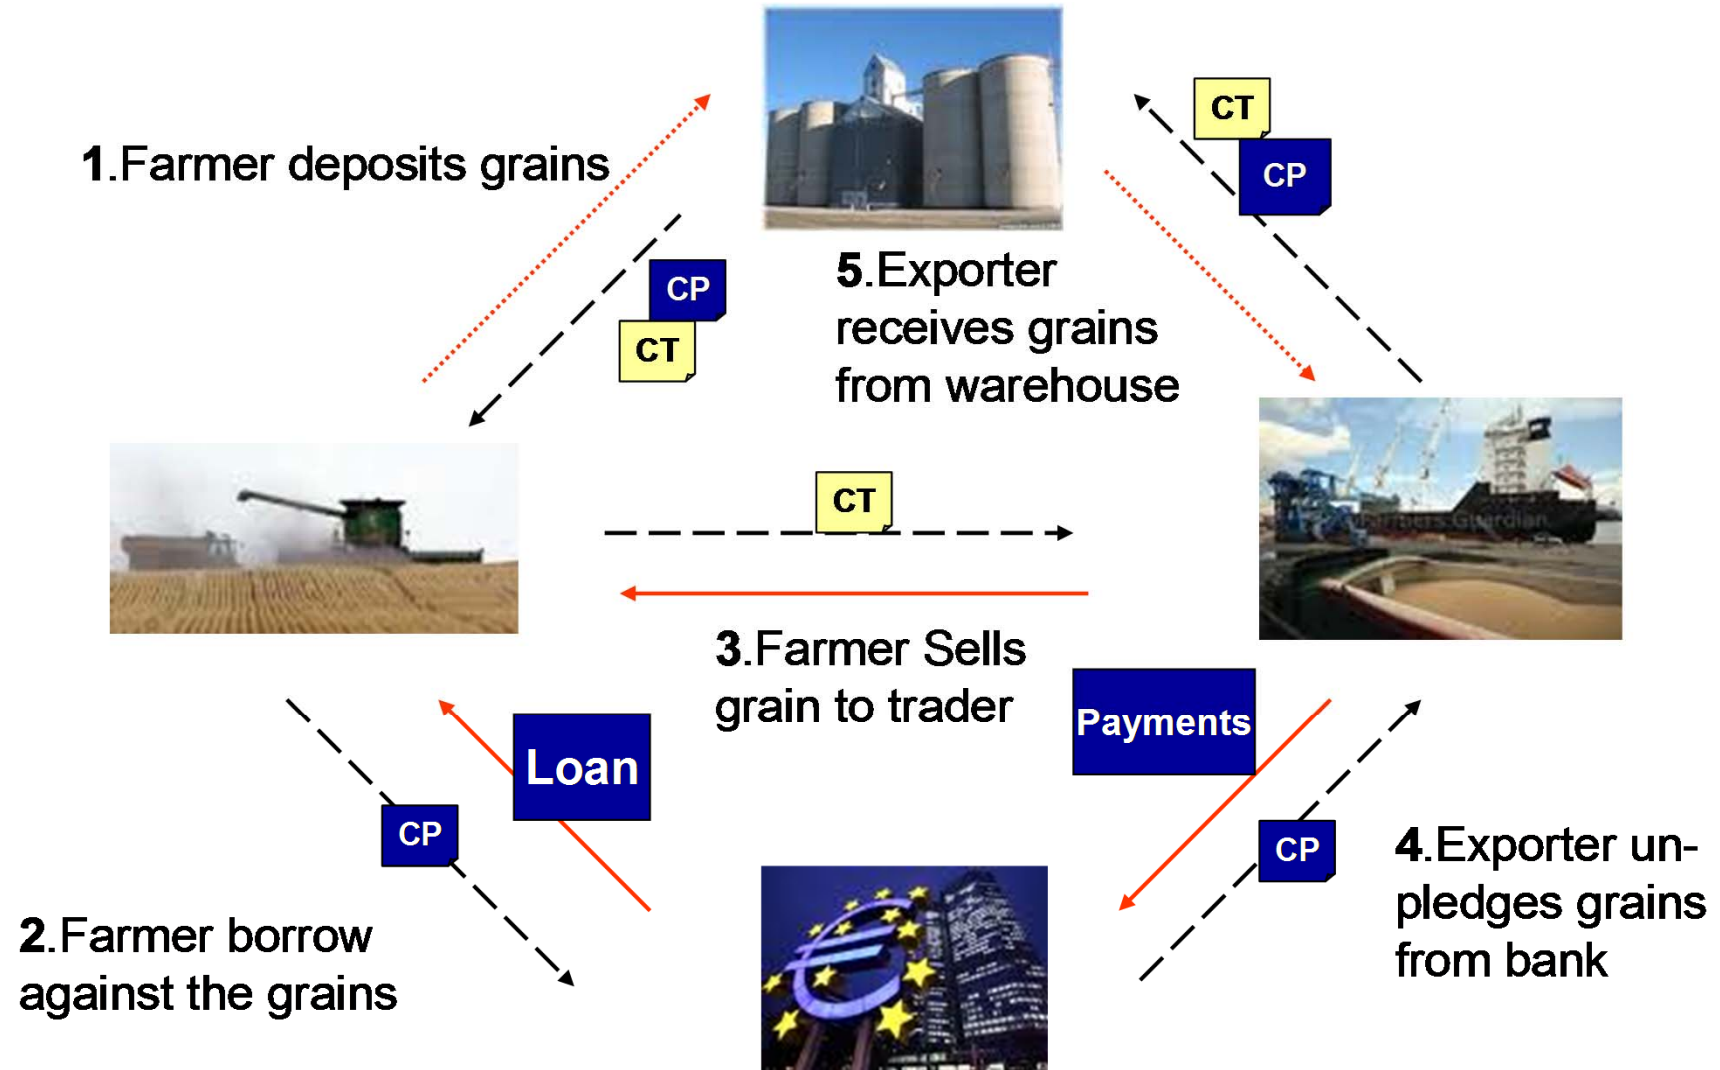 CT
CP
1.Farmer deposits grains
CP
CT
5.Exporter
receives grains
from warehouse
CT
Farmers Guardian
3.Farmer Sells
grain to trader
Loan
Payments
CP
CP
2.Farmer borrow
against the grains
4.Exporter un-
pledges grains
from bank